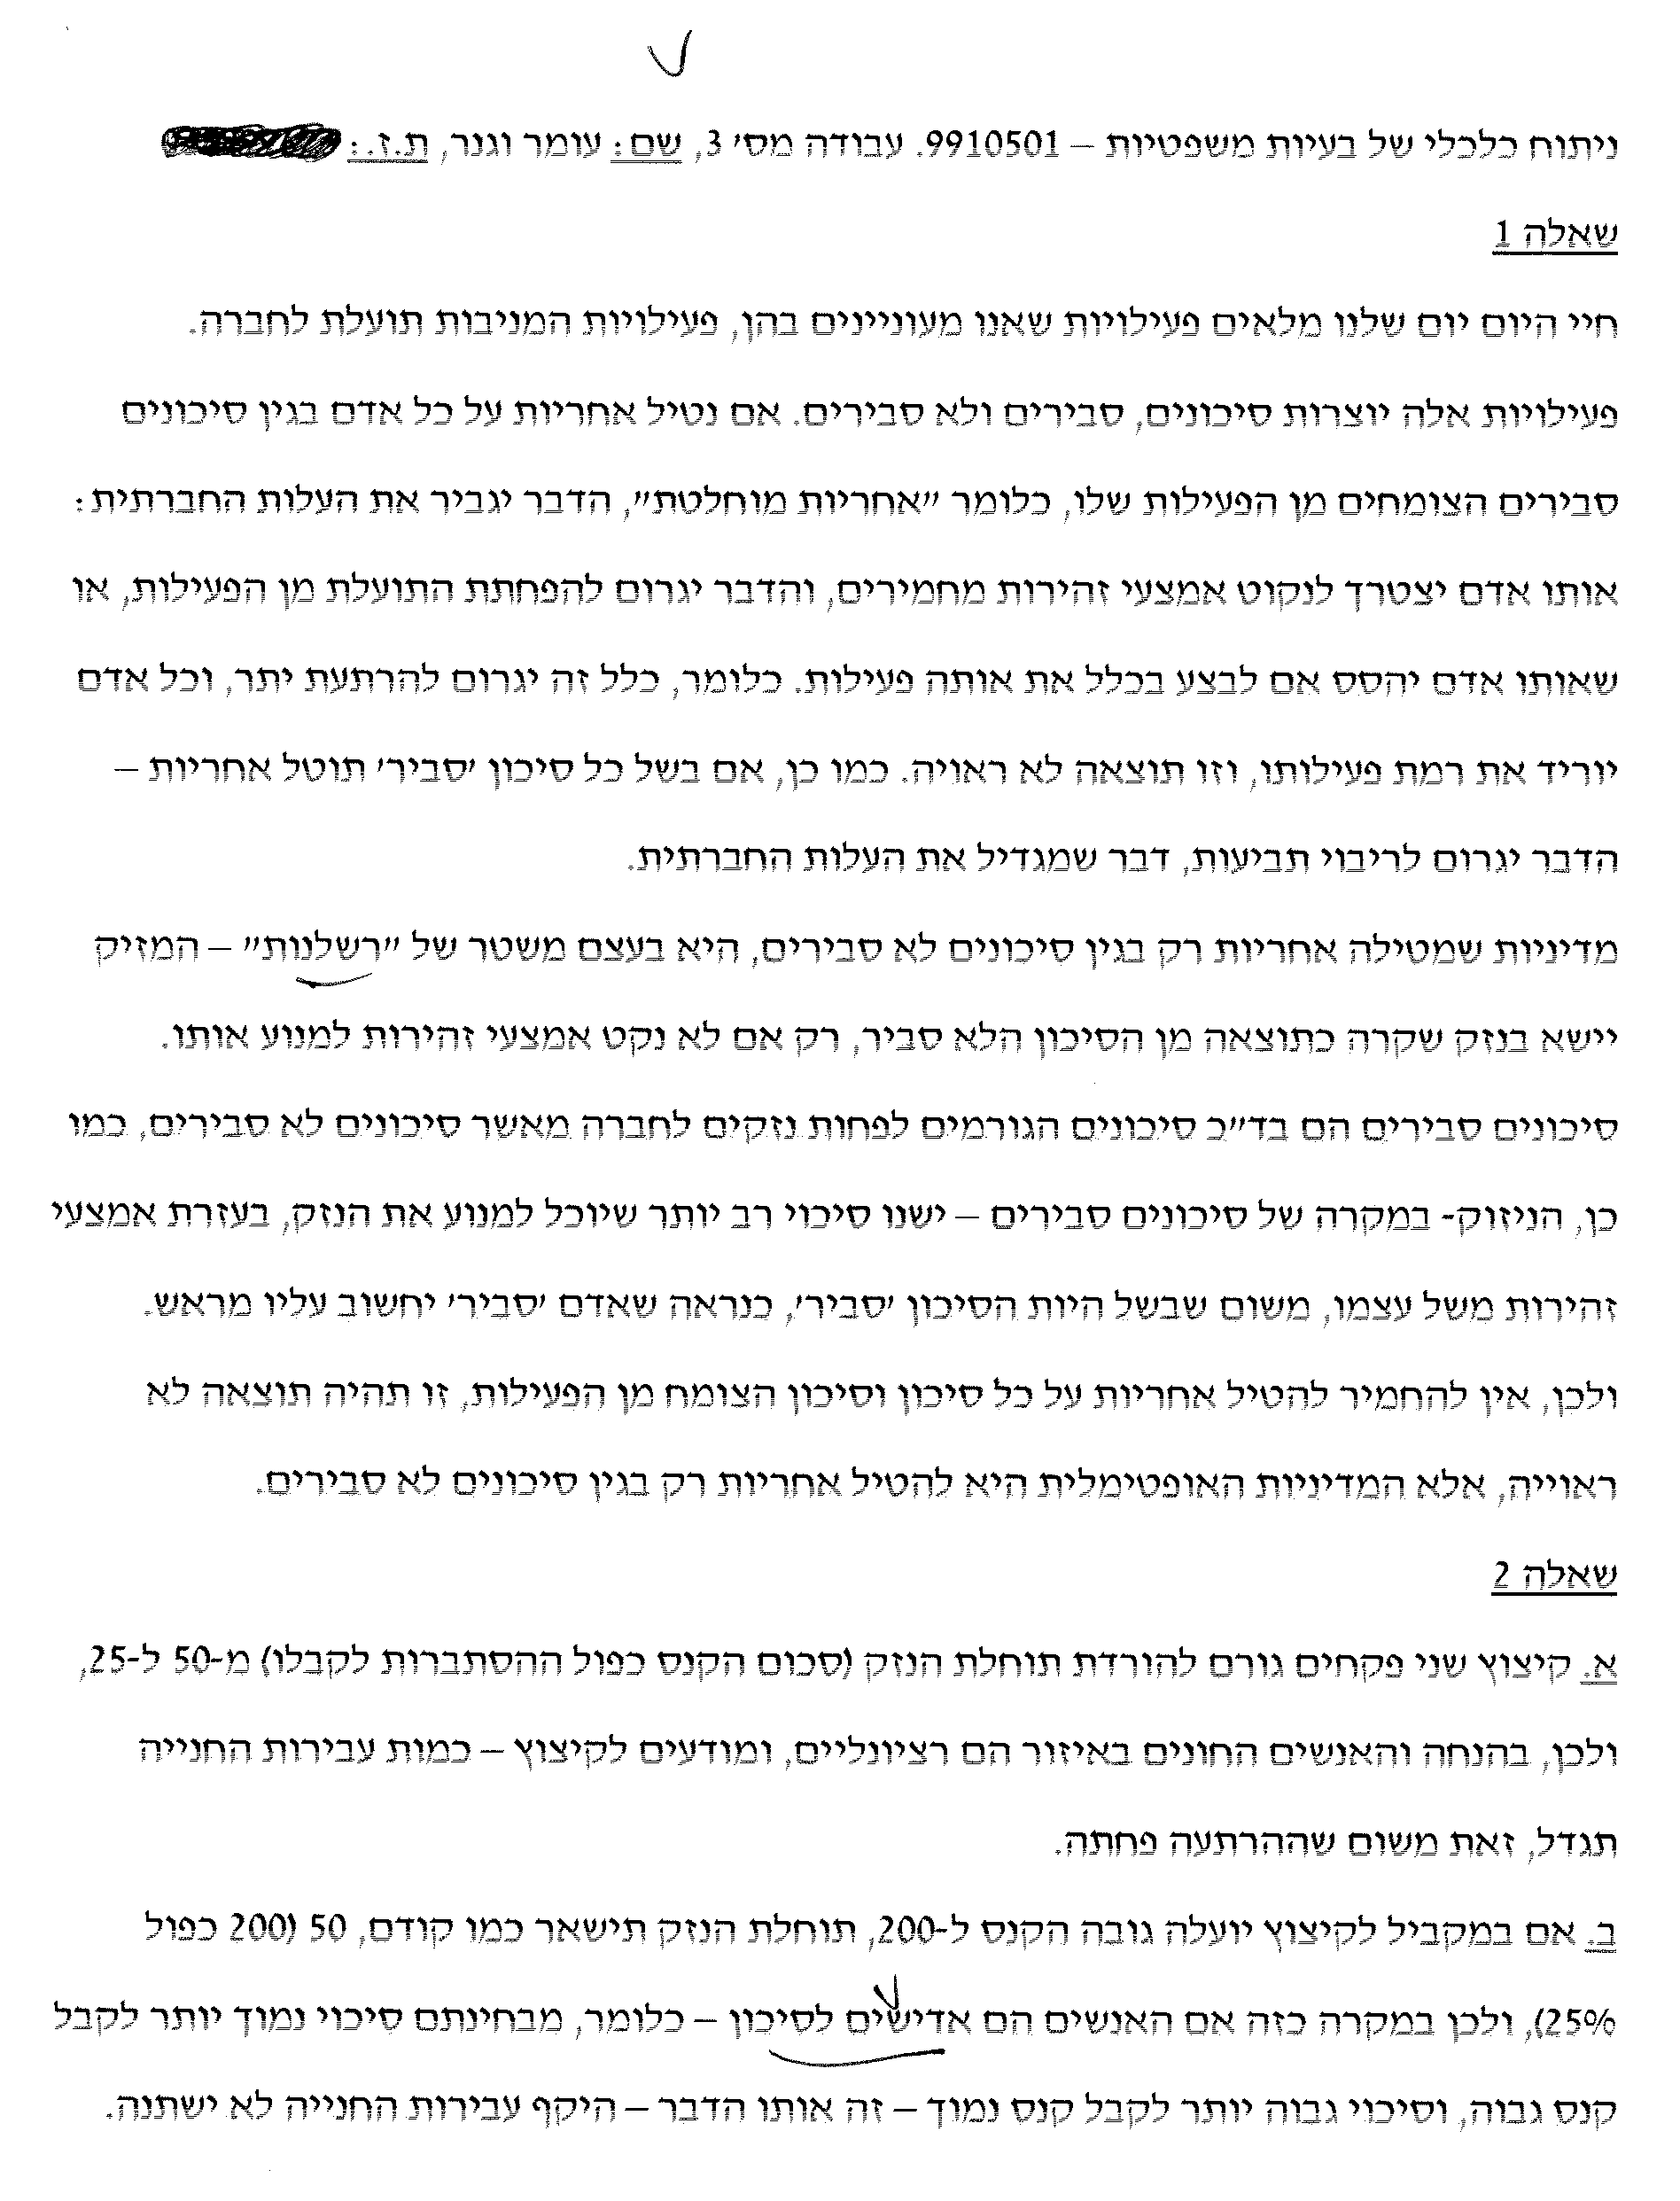 ניתוח כלכלי של בעיות משפטיות – 9910501. עבודה מס׳ 3, שם: עומר וגנר, ת.ז.:
שאלה 1
חיי היום יום שלנו מלאים פעילויות שאנו מעוניינים בהן, פעילויות המניבות תועלת לחברה.
פעילויות אלה יוצרות סיכונים, סבירים ולא סבירים. אם נטיל אחריות על כל אדם בגין סיכונים
סבירים הצומחים מן הפעילות שלו, כלומר ״אחריות מוחלטת״, הדבר יגביר את העלות החברתית:
אותו אדם יצטרך לנקוט אמצעי זהירות מחמירים, והדבר יגרום להפחתת התועלת מן הפעילות, או
שאותו אדם יהסס אם לבצע בכלל את אותה פעילות. כלומר, כלל זה יגרום להרתעת יתר, וכל אדם
יוריד את רמת פעילותו, וזו תוצאה לא ראויה. כמו כן, אם בשל כל סיכון ׳סביר׳ תוטל אחריות –
הדבר יגרום לריבוי תביעות, דבר שמגדיל את העלות החברתית.
מדיניות שמטילה אחריות רק בגין סיכונים לא סבירים, היא בעצם משטר של ״רשלנות״ – המזיק
יישא בנזק שקרה כתוצאה מן הסיכון הלא סביר, רק אם לא נקט אמצעי זהירות למנוע אותו.
סיכונים סבירים הם בד״כ סיכונים הגורמים לפחות נזקים לחברה מאשר סיכונים לא סבירים, כמו
כן, הניזוק- במקרה של סיכונים סבירים – ישנו סיכוי רב יותר שיוכל למנוע את הנזק, בעזרת אמצעי
זהירות משל עצמו, משום שבשל היות הסיכון ׳סביר׳, כנראה שאדם ׳סביר׳ יחשוב עליו מראש.
ולכן, אין להחמיר להטיל אחריות על כל סיכון וסיכון הצומח מן הפעילות, זו תהיה תוצאה לא
ראוייה, אלא המדיניות האופטימלית היא להטיל אחריות רק בגין סיכונים לא סבירים.
שאלה 2
א. קיצוץ שני פקחים גורם להורדת תוחלת הנזק (סכום הקנס כפול ההסתברות לקבלו) מ-50 ל-25,
ולכן, בהנחה והאנשים החונים באיזור הם רציונליים, ומודעים לקיצוץ – כמות עבירות החנייה
תגדל, זאת משום שההרתעה פחתה.
ב. אם במקביל לקיצוץ יועלה גובה הקנס ל-200, תוחלת הנזק תישאר כמו קודם, 50 (200 כפול
25%), ולכן במקרה כזה אם האנשים הם אדישים לסיכון – כלומר, מבחינתם סיכוי נמוך יותר לקבל
קנס גבוה, וסיכוי גבוה יותר לקבל קנס נמוך – זה אותו הדבר – היקף עבירות החנייה לא ישתנה.